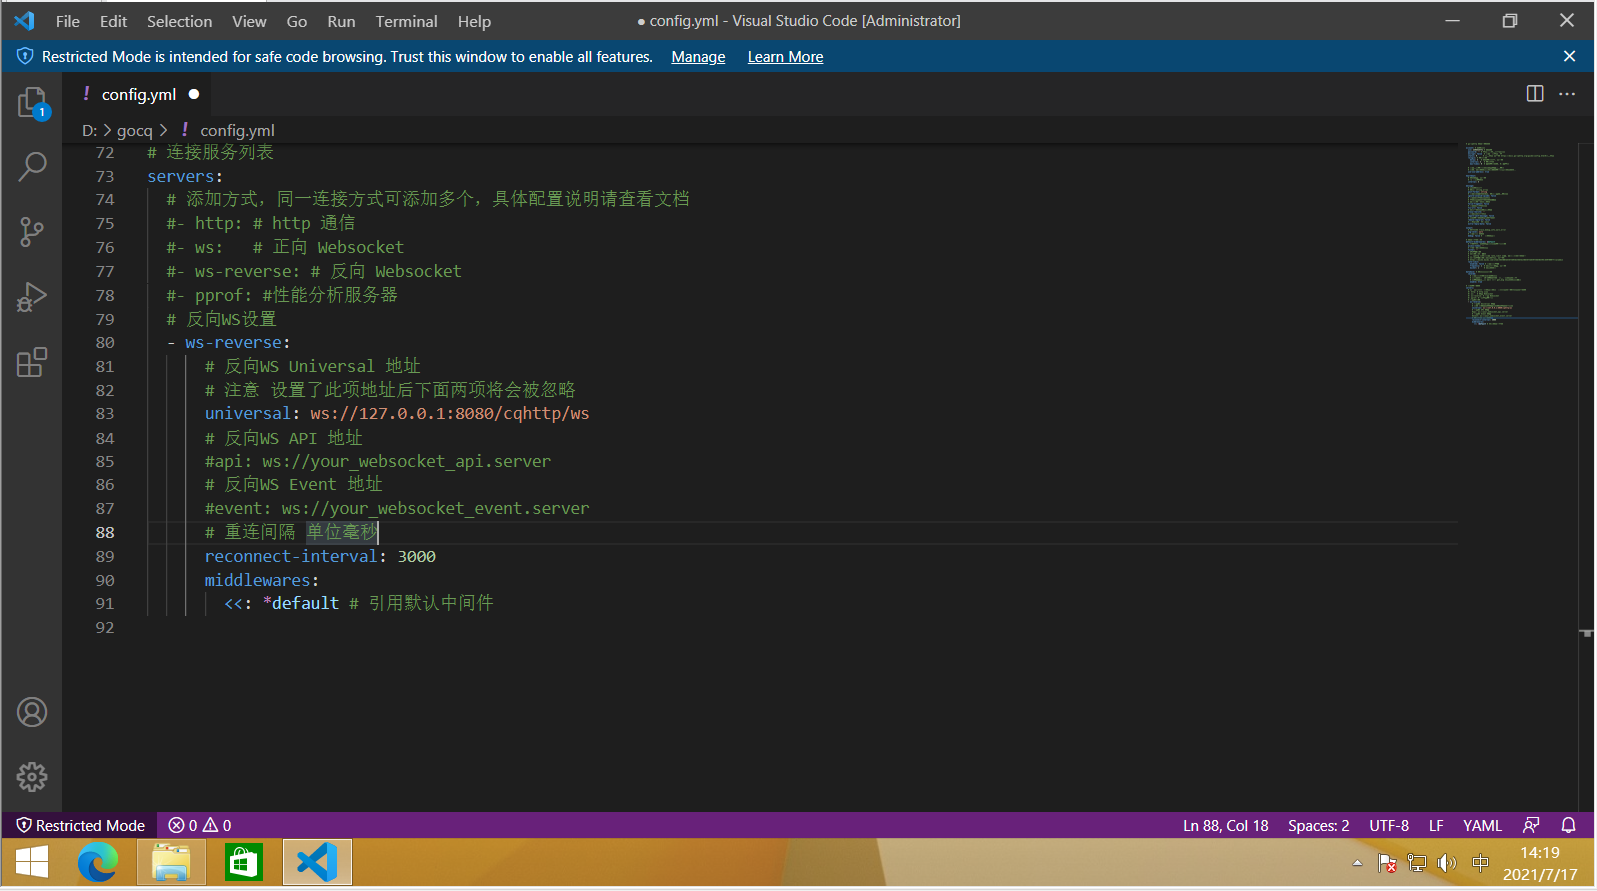 File Edit Selection View Go Run Terminal Help
● config.yml - Visual Studio Code [Administrator]
Restricted Mode is intended for safe code browsing. Trust this window to enable all features. Manage Learn More
1
! config.yml ●
D: > gocq > ! config.yml
72 # 连接服务列表
73 servers:
74 # 添加方式，同一连接方式可添加多个，具体配置说明请查看文档
75 #- http: # http 通信
76 #- ws:   # 正向 Websocket
77 #- ws-reverse: # 反向 Websocket
78 #- pprof: #性能分析服务器
79 # 反向WS设置
80 - ws-reverse:
81 # 反向WS Universal 地址
82 # 注意 设置了此项地址后下面两项将会被忽略
83 universal: ws://127.0.0.1:8080/cqhttp/ws
84 # 反向WS API 地址
85 #api: ws://your_websocket_api.server
86 # 反向WS Event 地址
87 #event: ws://your_websocket_event.server
88 # 重连间隔 单位毫秒
89 reconnect-interval: 3000
90 middlewares:
91 <<: *default # 引用默认中间件
92
Restricted Mode 0 0 Ln 88, Col 18 Spaces: 2 UTF-8 LF YAML
中
14:19
2021/7/17